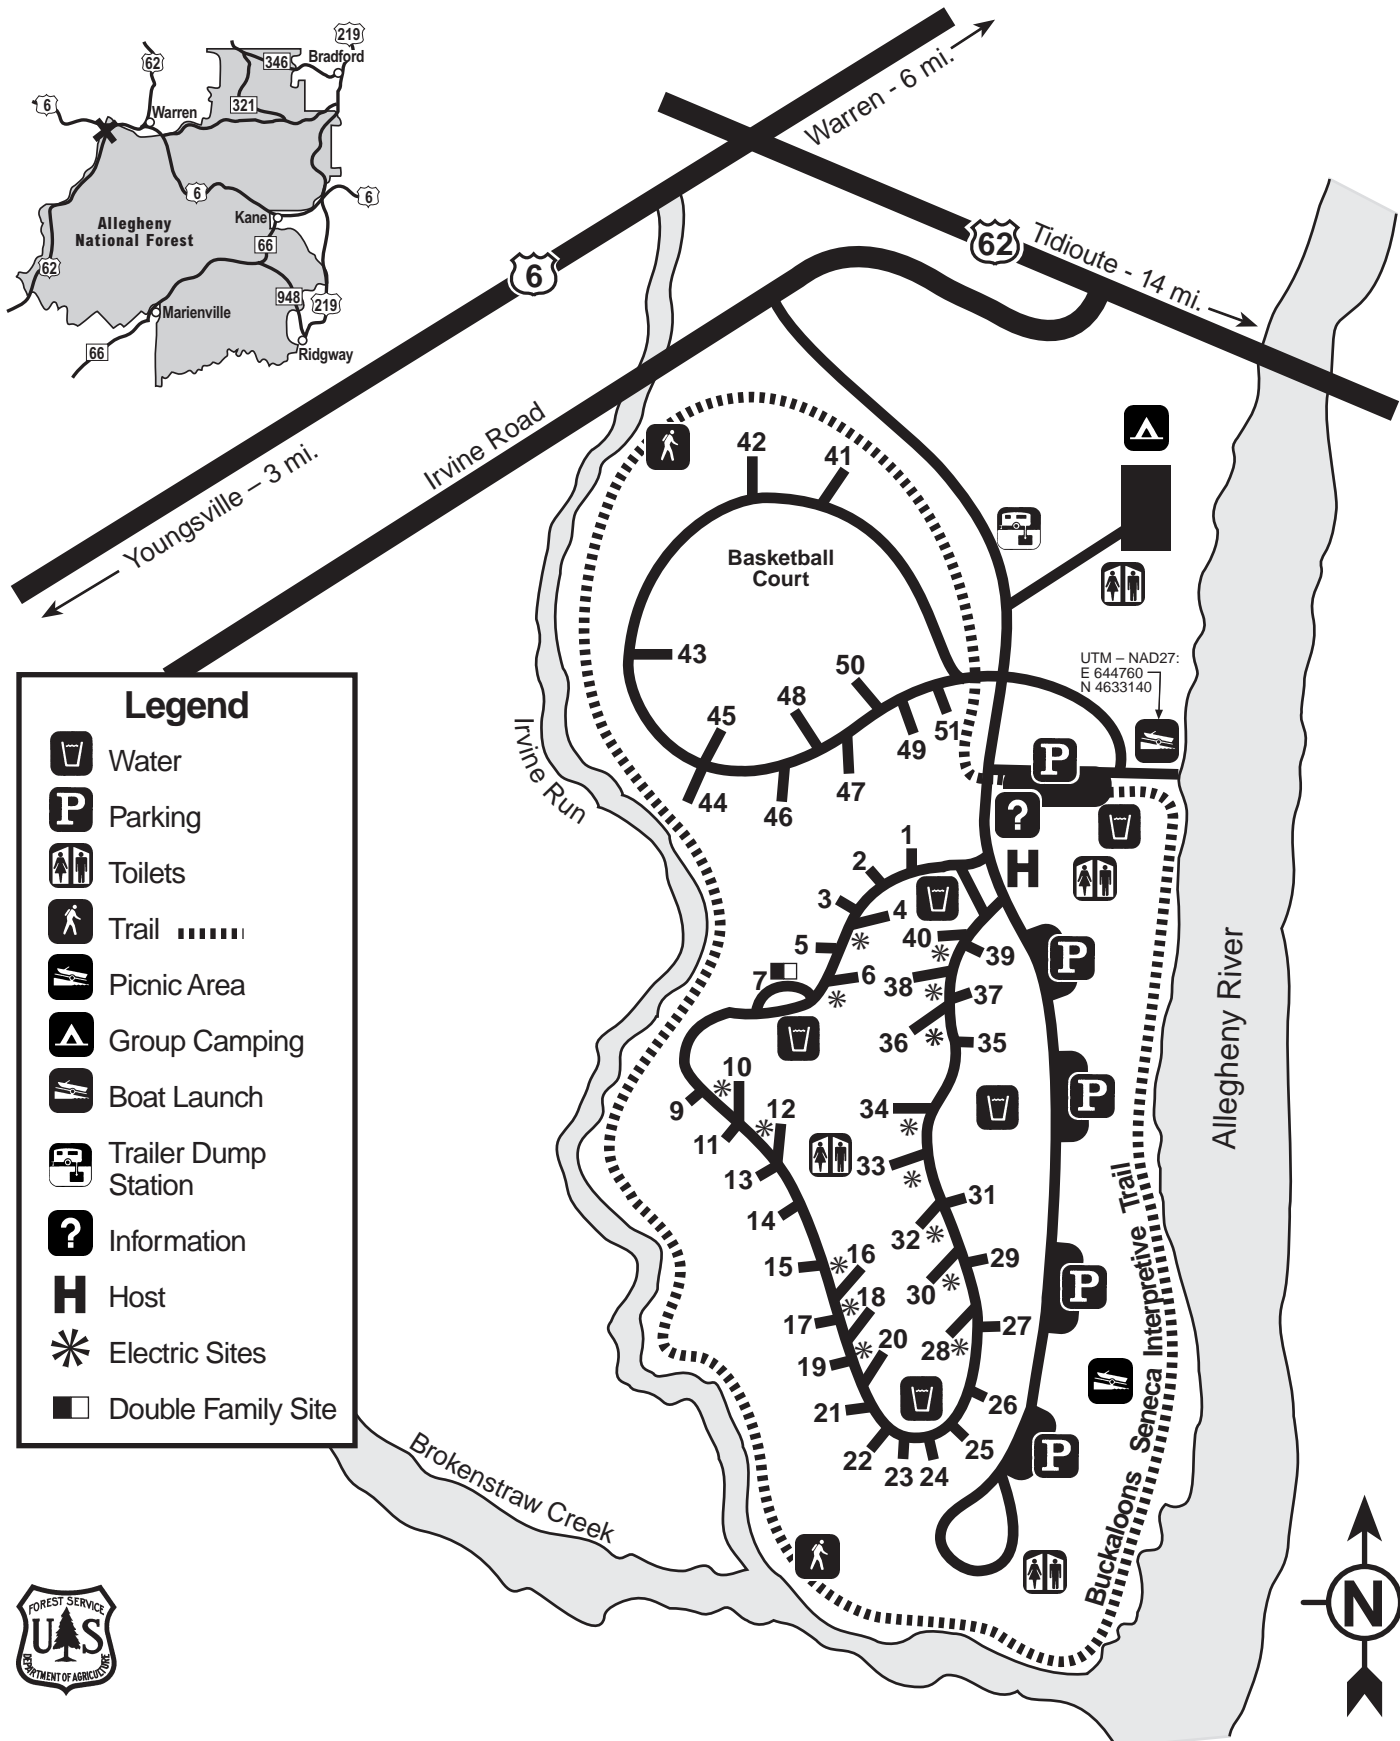 219
62
346
Bradford
6
321
Warren
6
6
Allegheny
National Forest
Kane
66
62
948
219
Marienville
66
Ridgway
Warren - 6 mi.
62
Tidioute - 14 mi.
6
Youngsville – 3 mi.
Irvine Road
42
41
Basketball
Court
43
50
48
45
51
49
47
44
46
UTM – NAD27:
E 644760
N 4633140
P
?
H
Irvine Run
1
2
3
4
5
40
39
6
38
7
37
36
35
P
10
9
12
11
34
P
33
13
14
31
32
16
15
29
30
18
17
27
P
20
28
19
26
21
25
22
23
24
P
Allegheny River
Buckaloons Seneca Interpretive Trail
Brokenstraw Creek
Legend
Water
P Parking
Toilets
Trail
Picnic Area
Group Camping
Boat Launch
Trailer Dump
Station
? Information
H Host
Electric Sites
Double Family Site
FOREST SERVICE
U S
DEPARTMENT OF AGRICULTURE
N